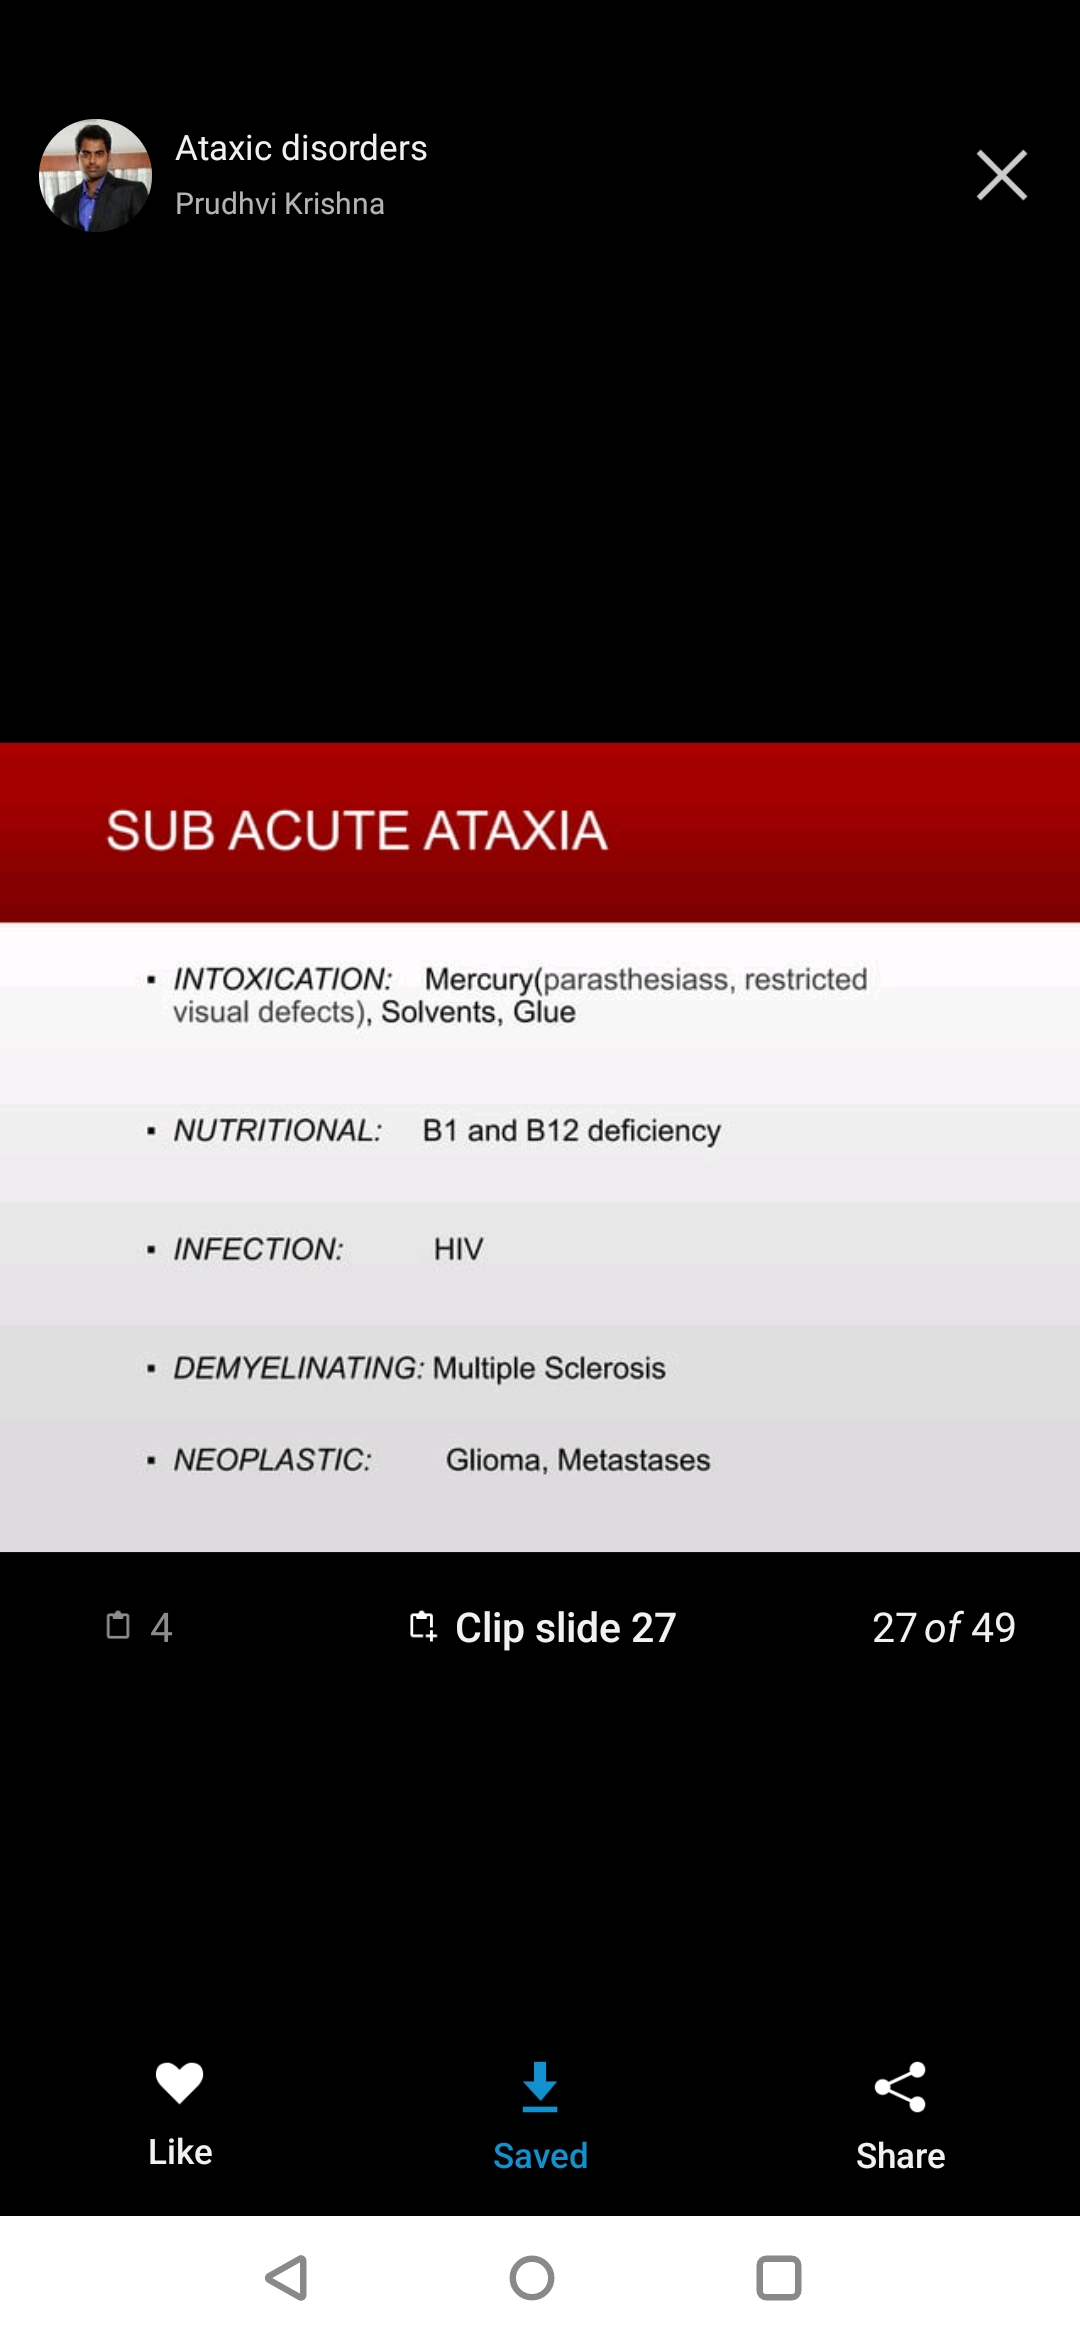 Ataxic disorders
Prudhvi Krishna
SUB ACUTE ATAXIA
▪ INTOXICATION: Mercury(parasthesiass, restricted
visual defects), Solvents, Glue
▪ NUTRITIONAL: B1 and B12 deficiency
▪ INFECTION: HIV
▪ DEMYELINATING: Multiple Sclerosis
▪ NEOPLASTIC: Glioma, Metastases
4 Clip slide 27 27 of 49
Like Saved Share